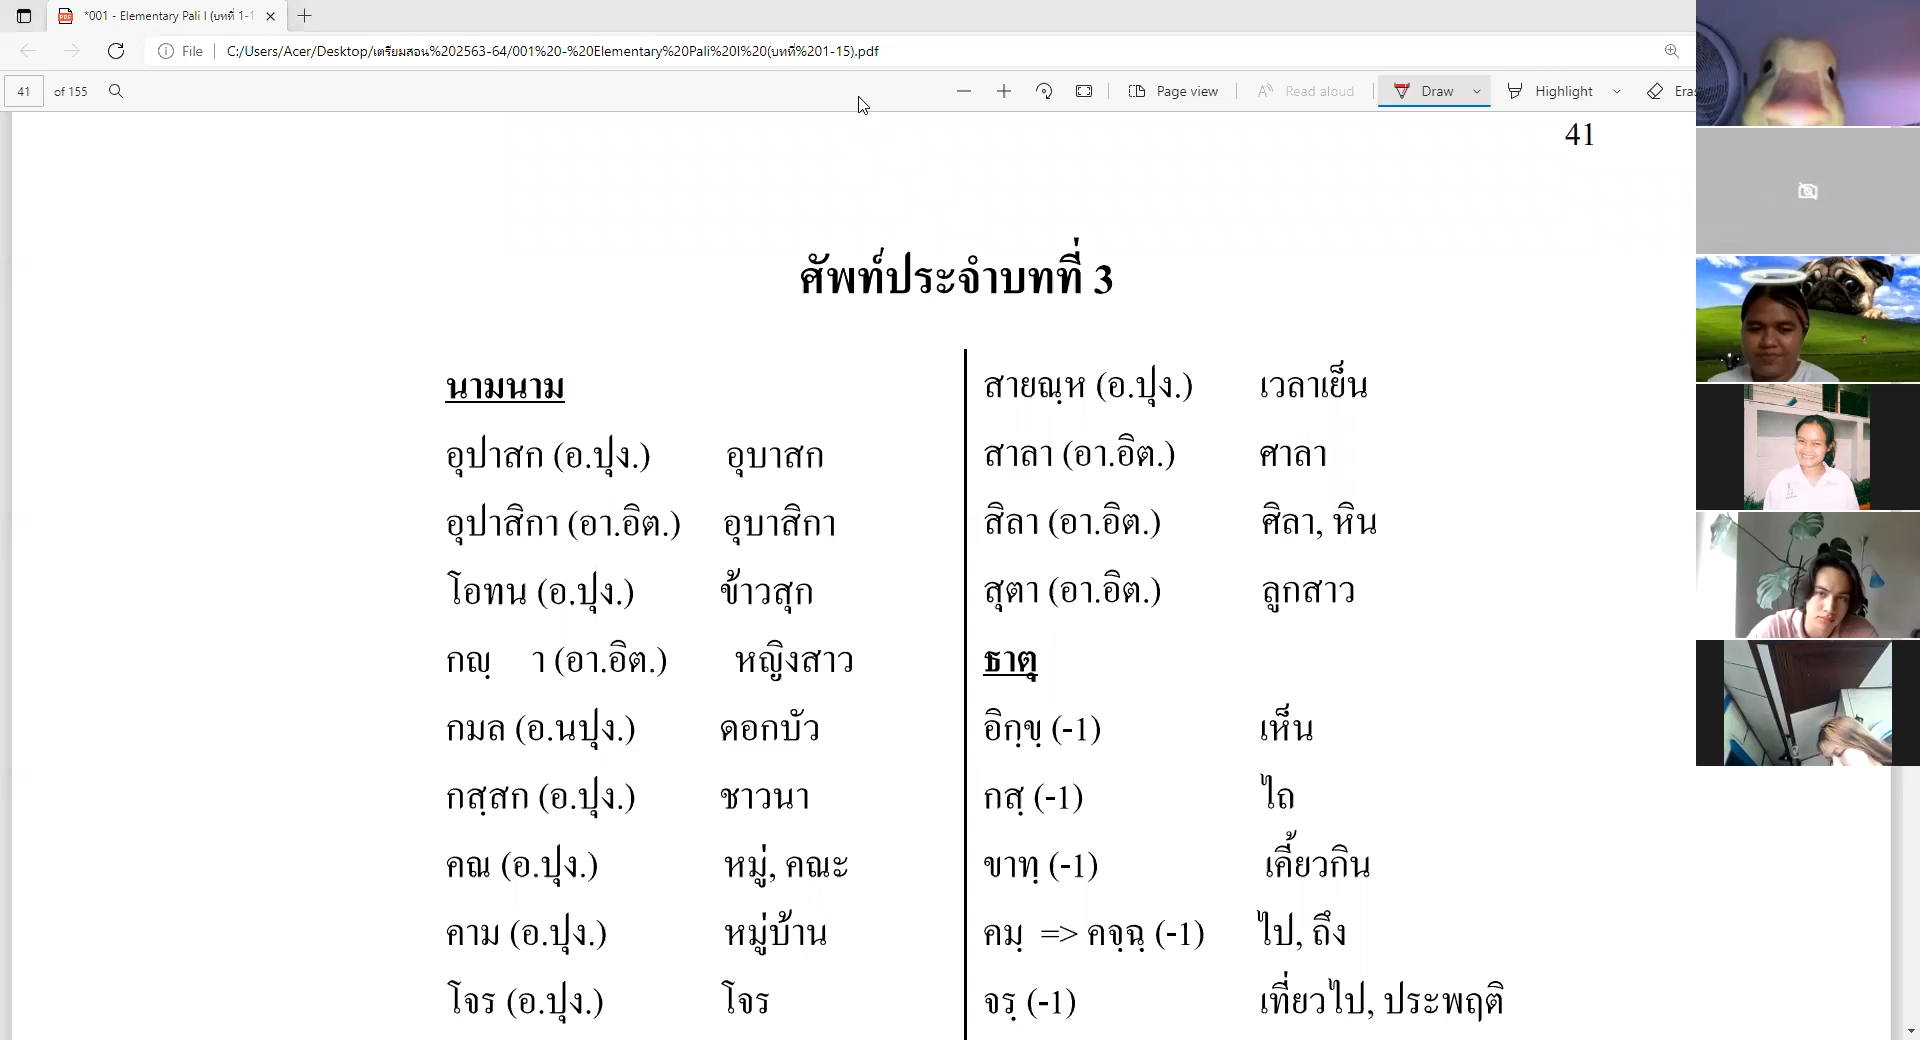 *001 - Elementary Pali I (บทที่ 1-1
File
C:/Users/Acer/Desktop/เตรียมสอน%202563-64/001%20-%20Elementary%20Pali%20I%20(บทที่%201-15).pdf
41 of 155
Page view
Read aloud
Draw
Highlight
Eras
41
ศัพท์ประจำบทที่ 3
นามนาม
อุปาสก (อ.ปุง.) อุบาสก
อุปาสิกา (อา.อิต.) อุบาสิกา
โอทน (อ.ปุง.) ข้าวสุก
กญฺ า (อา.อิต.) หญิงสาว
กมล (อ.นปุง.) ดอกบัว
กสฺสก (อ.ปุง.) ชาวนา
คณ (อ.ปุง.) หมู่, คณะ
คาม (อ.ปุง.) หมู่บ้าน
โจร (อ.ปุง.) โจร
สายณฺห (อ.ปุง.) เวลาเย็น
สาลา (อา.อิต.) ศาลา
สิลา (อา.อิต.) ศิลา, หิน
สุตา (อา.อิต.) ลูกสาว
ธาตุ
อิกฺขฺ (-1) เห็น
กสฺ (-1) ไถ
ขาทฺ (-1) เคี้ยวกิน
คมฺ => คจฺฉฺ (-1) ไป, ถึง
จรฺ (-1) เที่ยวไป, ประพฤติ